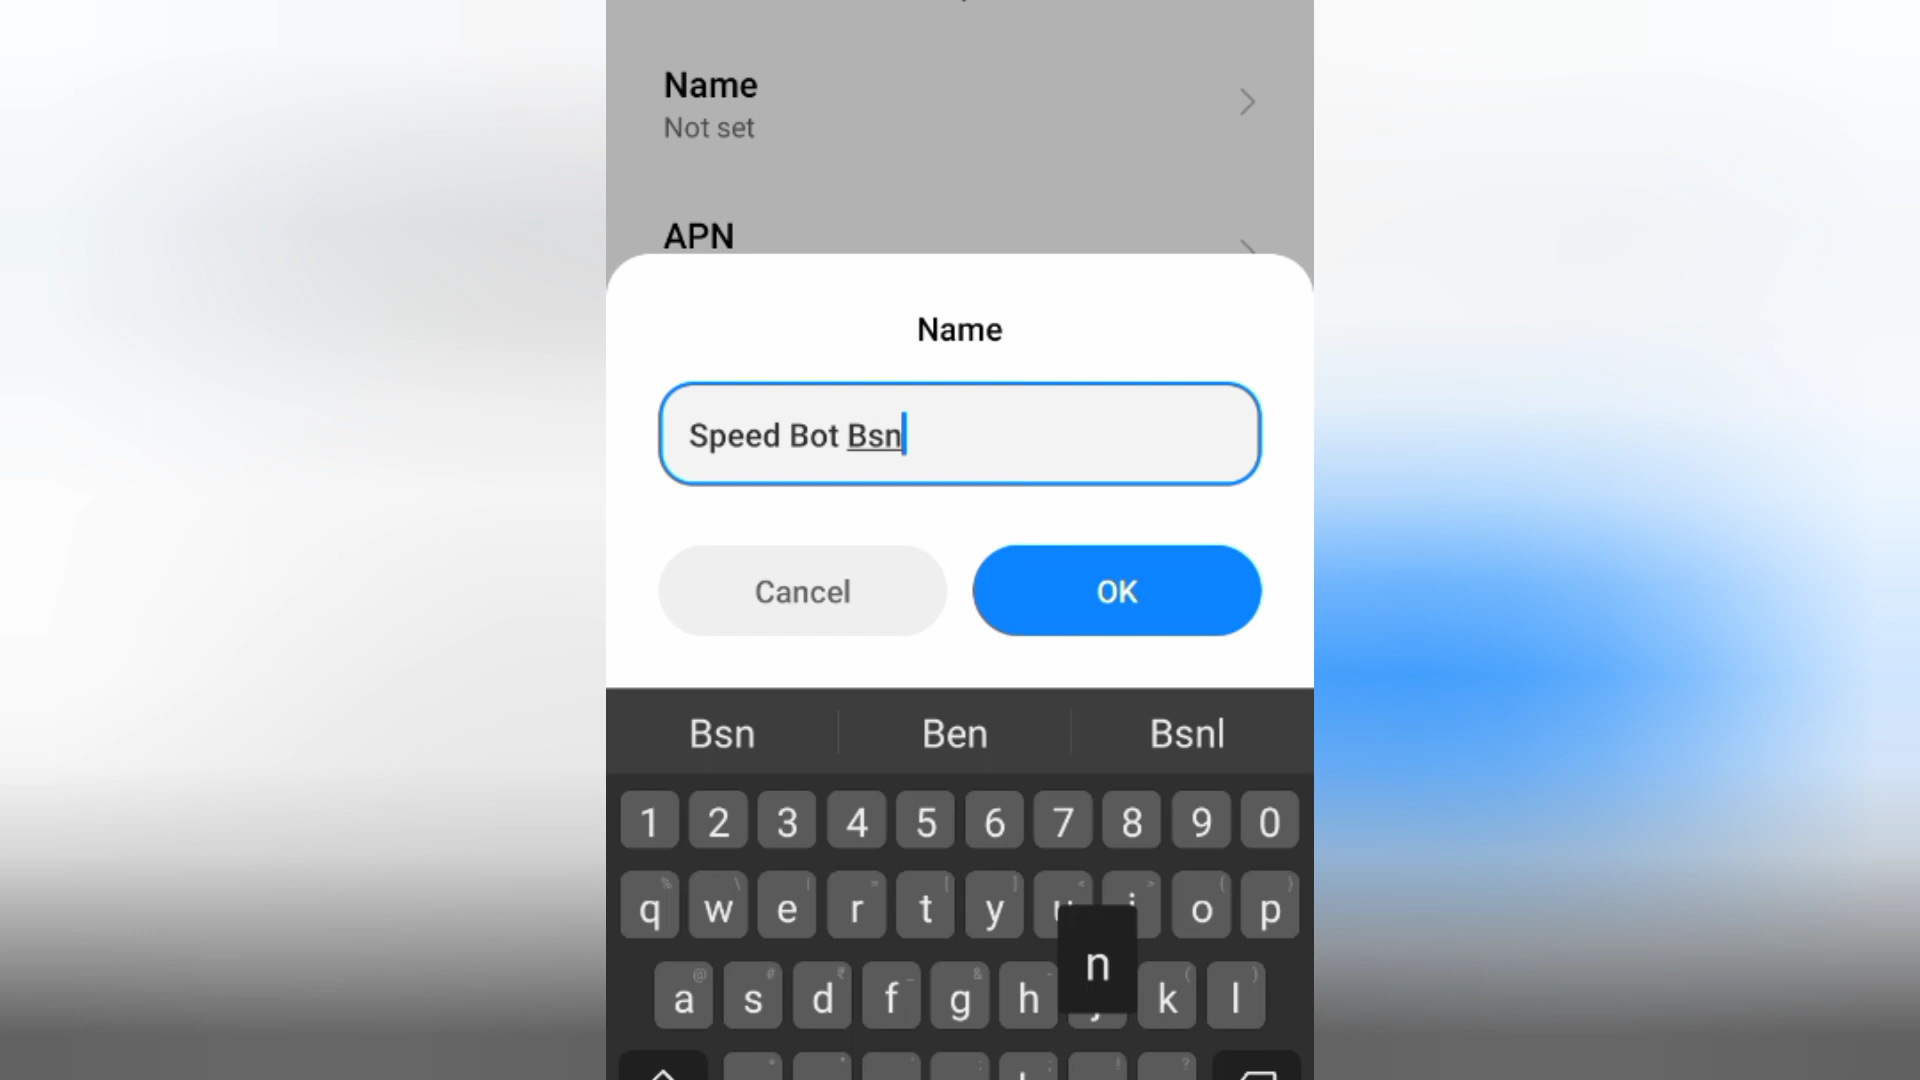 Name
Not set
APN
Name
Speed Bot Bsn
Cancel
OK
Bsn Ben Bsnl
1 2 3 4 5 6 7 8 9 0
q w e r t y u i o p
n
a s d f g h j k l